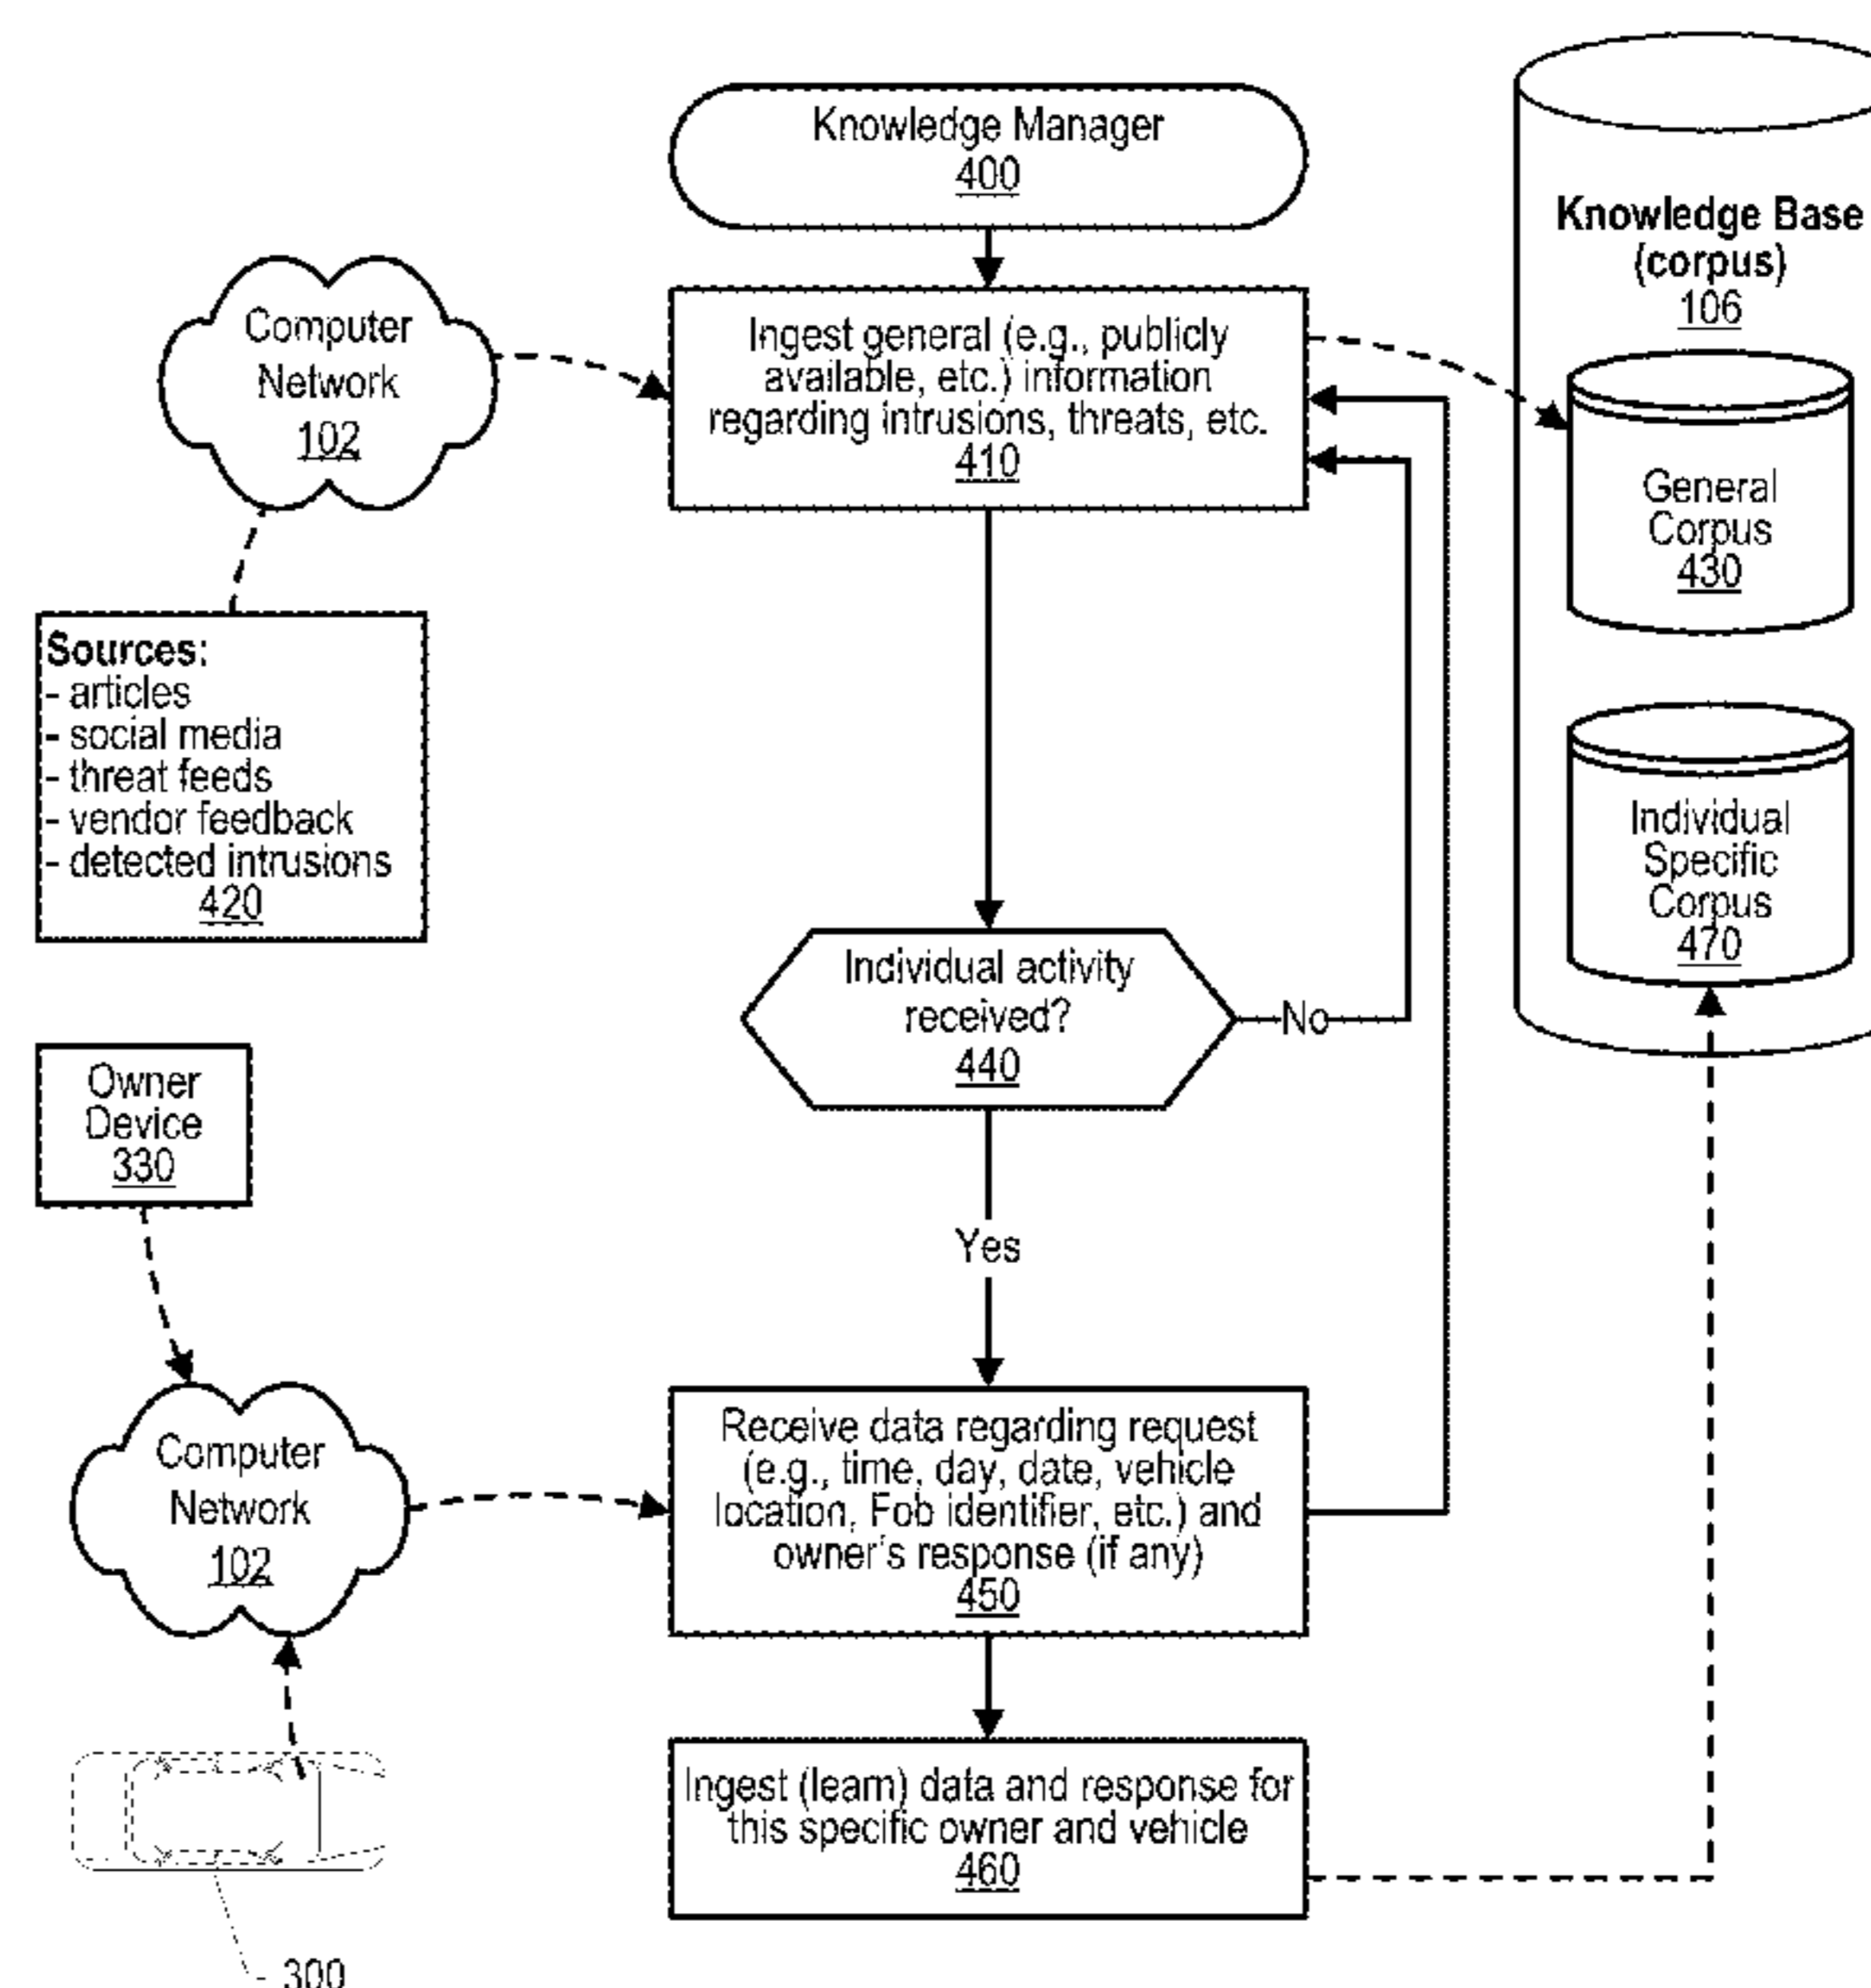 Knowledge Manager
400
Knowledge Base
(corpus)
106
Computer
Network
102
Ingest general (e.g., publicly
available, etc.) information
regarding intrusions, threats, etc.
410
General
Corpus
430
Sources:
- articles
- social media
- threat feeds
- vendor feedback
- detected intrusions
420
Individual
Specific
Corpus
470
Individual activity
received?
440
No
Owner
Device
330
Yes
Computer
Network
102
Receive data regarding request
(e.g., time, day, date, vehicle
location, Fob identifier, etc.) and
owner's response (if any)
450
Ingest (learn) data and response for
this specific owner and vehicle
460
300